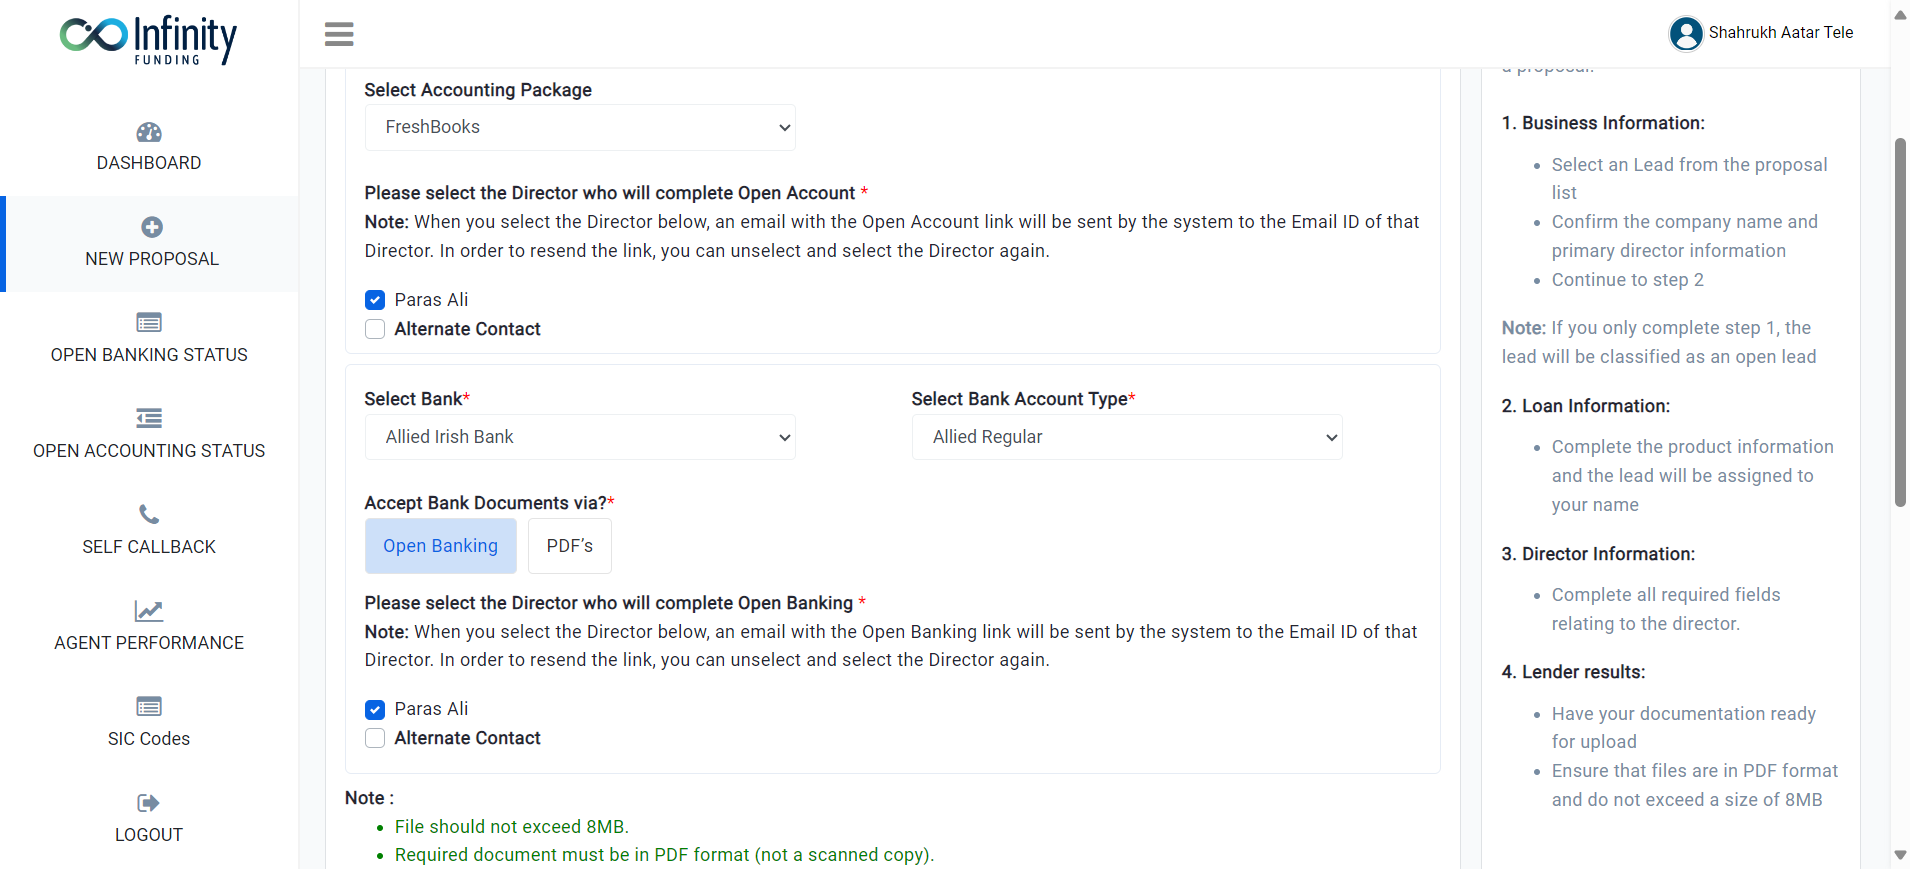 Infinity
FUNDING
DASHBOARD
NEW PROPOSAL
OPEN BANKING STATUS
OPEN ACCOUNTING STATUS
SELF CALLBACK
AGENT PERFORMANCE
SIC Codes
LOGOUT
Shahrukh Aatar Tele
Select Accounting Package
FreshBooks
Please select the Director who will complete Open Account *
Note: When you select the Director below, an email with the Open Account link will be sent by the system to the Email ID of that
Director. In order to resend the link, you can unselect and select the Director again.
Paras Ali
Alternate Contact
Select Bank*
Select Bank Account Type*
Allied Irish Bank
Allied Regular
Accept Bank Documents via?*
Open Banking
PDF’s
Please select the Director who will complete Open Banking *
Note: When you select the Director below, an email with the Open Banking link will be sent by the system to the Email ID of that
Director. In order to resend the link, you can unselect and select the Director again.
Paras Ali
Alternate Contact
Note :
File should not exceed 8MB.
Required document must be in PDF format (not a scanned copy).
a proposal.
1. Business Information:
Select an Lead from the proposal
list
Confirm the company name and
primary director information
Continue to step 2
Note: If you only complete step 1, the
lead will be classified as an open lead
2. Loan Information:
Complete the product information
and the lead will be assigned to
your name
3. Director Information:
Complete all required fields
relating to the director.
4. Lender results:
Have your documentation ready
for upload
Ensure that files are in PDF format
and do not exceed a size of 8MB